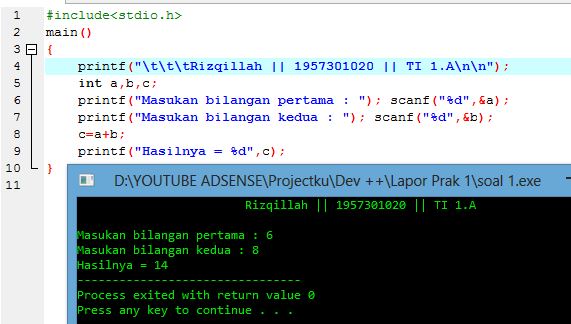 1 #include<stdio.h>
2 main()
3 {
4 printf("\t\t\tRizqillah || 1957301020 || TI 1.A\n\n");
5 int a,b,c;
6 printf("Masukan bilangan pertama : "); scanf("%d",&a);
7 printf("Masukan bilangan kedua : "); scanf("%d",&b);
8 c=a+b;
9 printf("Hasilnya = %d",c);
10 }
11
D:\YOUTUBE ADSENSE\Projectku\Dev ++\Lapor Prak 1\soal 1.exe
Rizqillah || 1957301020 || TI 1.A
Masukan bilangan pertama : 6
Masukan bilangan kedua : 8
Hasilnya = 14
--------------------------------
Process exited with return value 0
Press any key to continue . . .